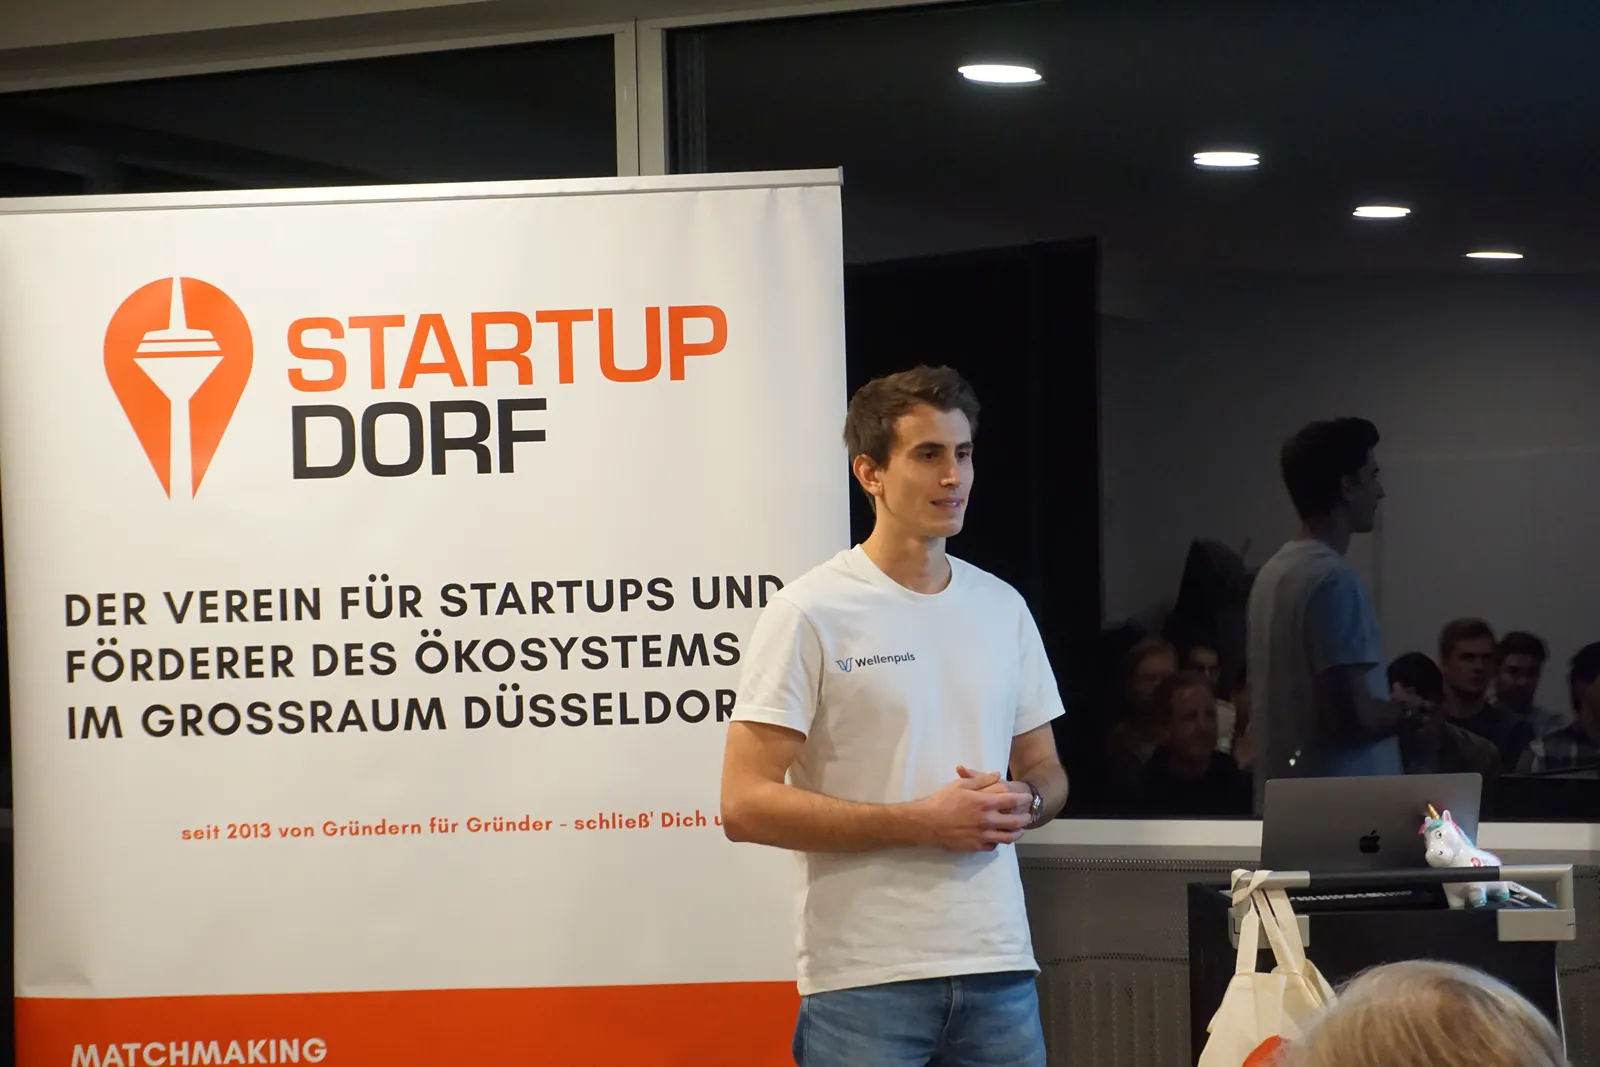 STARTUP
DORF
DER VEREIN FÜR STARTUPS UND
FÖRDERER DES ÖKOSYSTEMS
IM GROSSRAUM DÜSSELDOR
seit 2013 von Gründern für Gründer - schließ' Dich u
Wellenpuls
MATCHMAKING